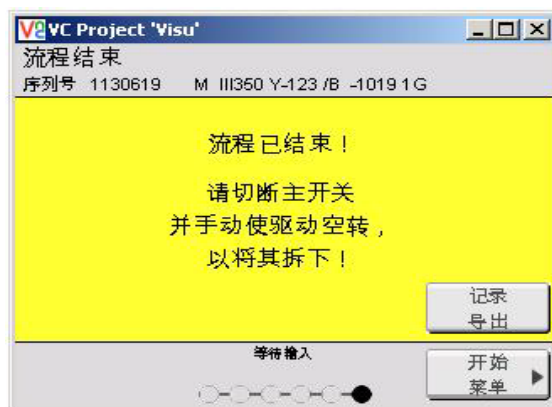 VC Project 'Visu'
流程结束
序列号 1130619 M III350 Y-123 /B -1019 1 G
流程已结束！
请切断主开关
并手动使驱动空转，
以将其拆下！
记录
导出
等待输入
开始
菜单